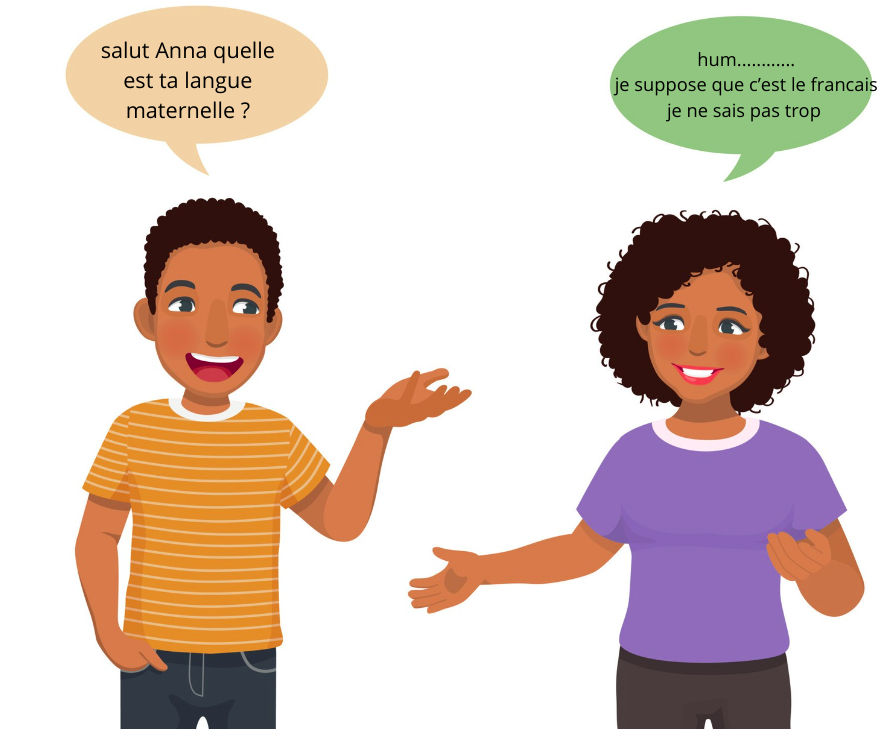 salut Anna quelle
est ta langue
maternelle ?
hum............
je suppose que c’est le francais
je ne sais pas trop